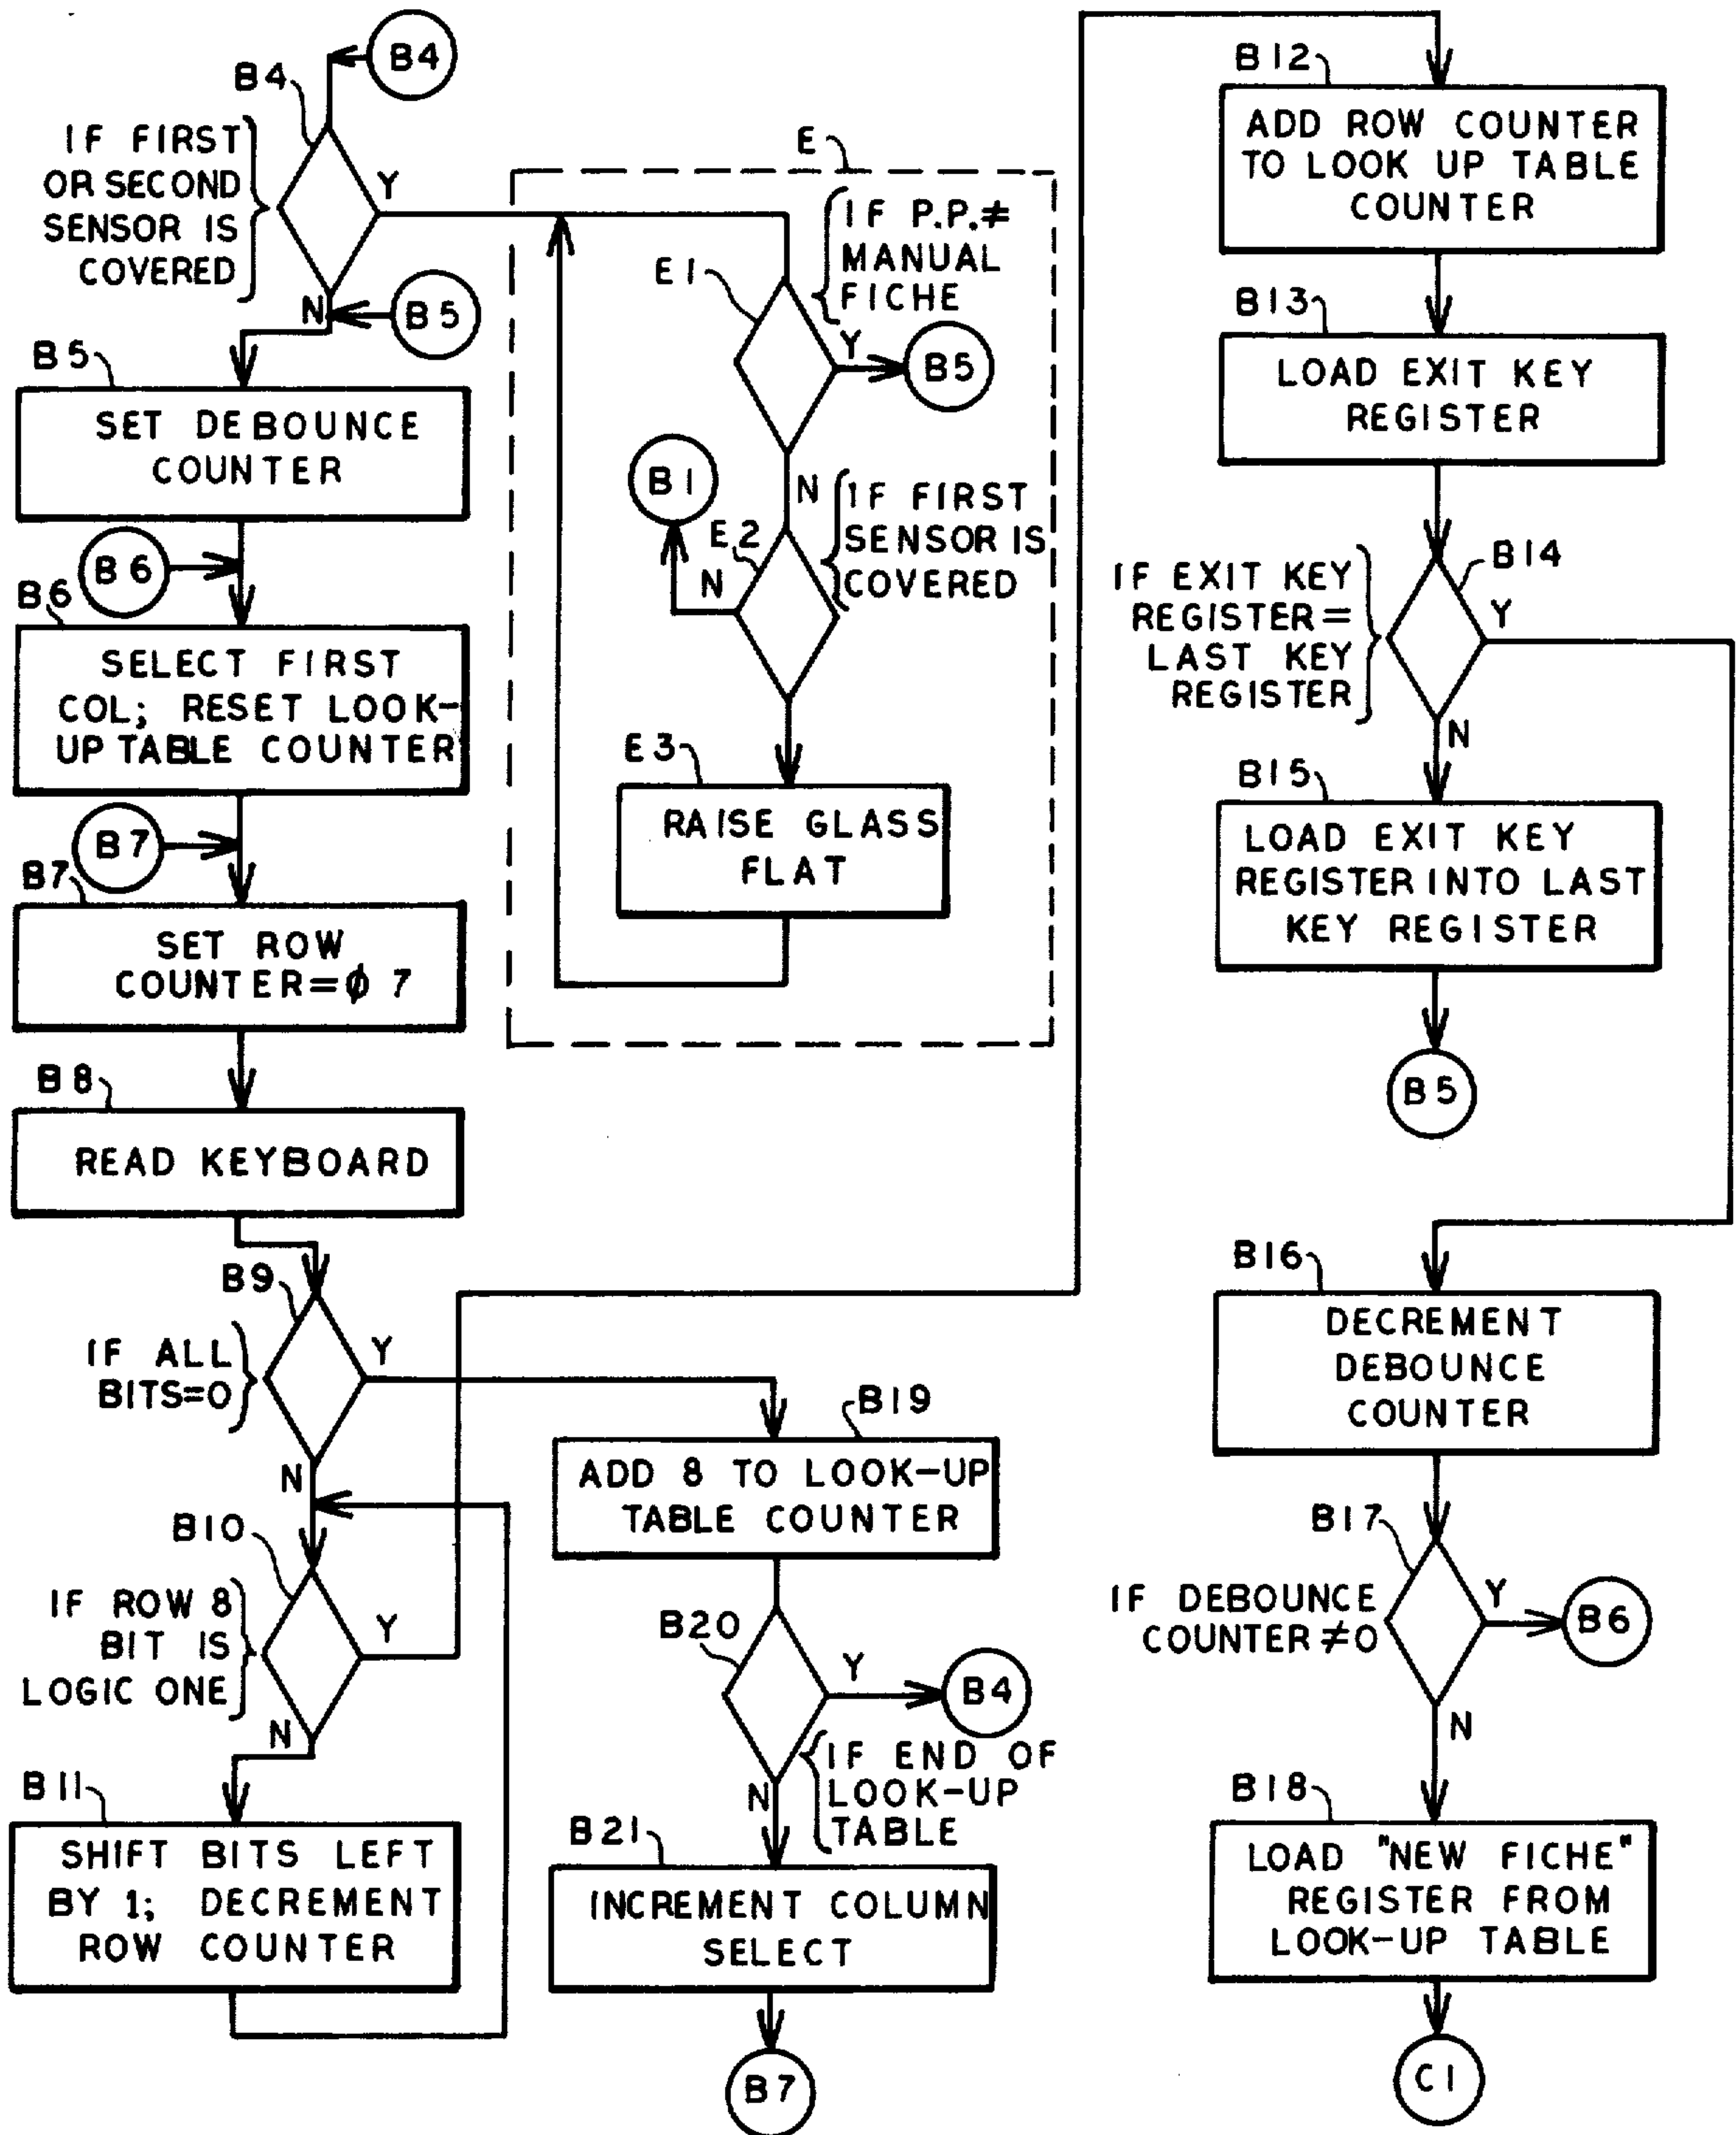 B4
B4
IF FIRST
OR SECOND
SENSOR IS
COVERED
Y
N
B5
B5
SET DEBOUNCE
COUNTER
B6
B6
SELECT FIRST
COL; RESET LOOK-
UP TABLE COUNTER
B7
B7
SET ROW
COUNTER=ϕ 7
B8
READ KEYBOARD
B9
IF ALL
BITS=0
Y
N
B10
IF ROW 8
BIT IS
LOGIC ONE
Y
N
B11
SHIFT BITS LEFT
BY 1; DECREMENT
ROW COUNTER
E
IF P.P.≠
MANUAL
FICHE
E1
Y
B5
N
B1
IF FIRST
SENSOR IS
COVERED
E2
N
E3
RAISE GLASS
FLAT
B19
ADD 8 TO LOOK-UP
TABLE COUNTER
B20
Y
B4
IF END OF
LOOK-UP
TABLE
N
B21
INCREMENT COLUMN
SELECT
B7
B12
ADD ROW COUNTER
TO LOOK UP TABLE
COUNTER
B13
LOAD EXIT KEY
REGISTER
B14
IF EXIT KEY
REGISTER=
LAST KEY
REGISTER
Y
N
B15
LOAD EXIT KEY
REGISTER INTO LAST
KEY REGISTER
B5
B16
DECREMENT
DEBOUNCE
COUNTER
B17
IF DEBOUNCE
COUNTER≠0
Y
B6
N
B18
LOAD "NEW FICHE"
REGISTER FROM
LOOK-UP TABLE
C1